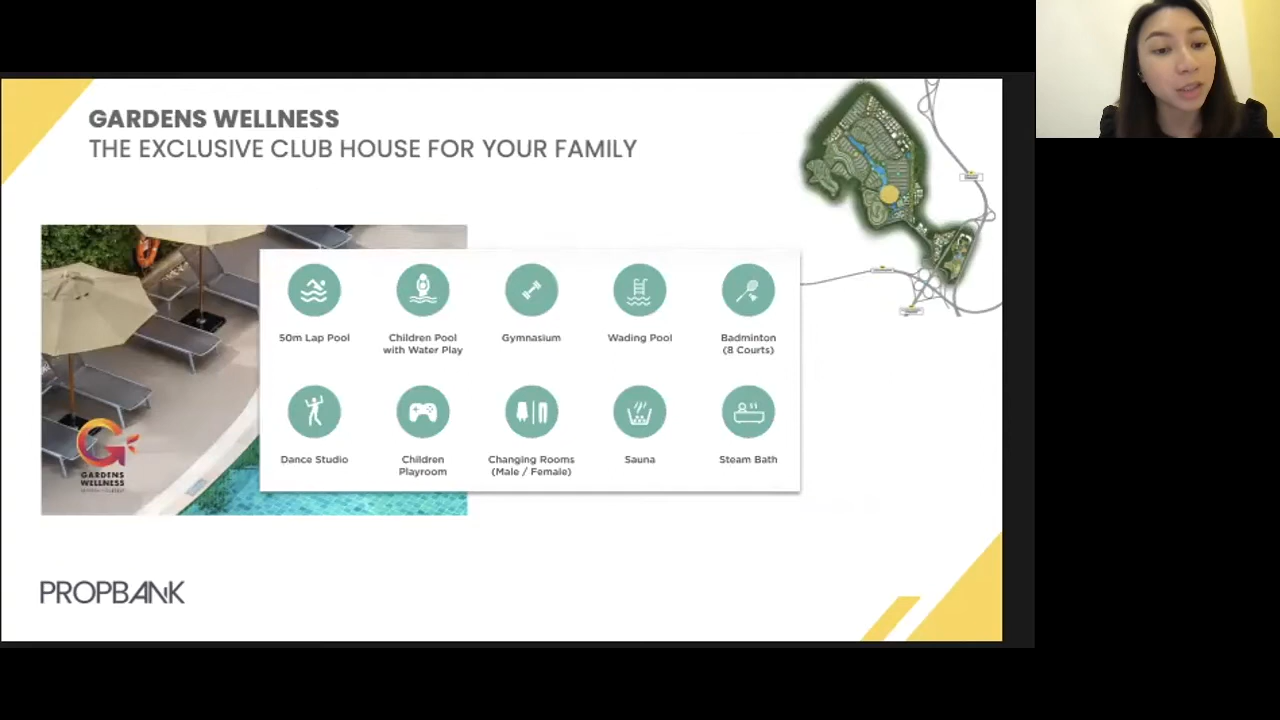 GARDENS WELLNESS
THE EXCLUSIVE CLUB HOUSE FOR YOUR FAMILY
50m Lap Pool
Children Pool
with Water Play
Gymnasium
Wading Pool
Badminton
(8 Courts)
Dance Studio
Children
Playroom
Changing Rooms
(Male / Female)
Sauna
Steam Bath
GARDENS
WELLNESS
PROPBANK